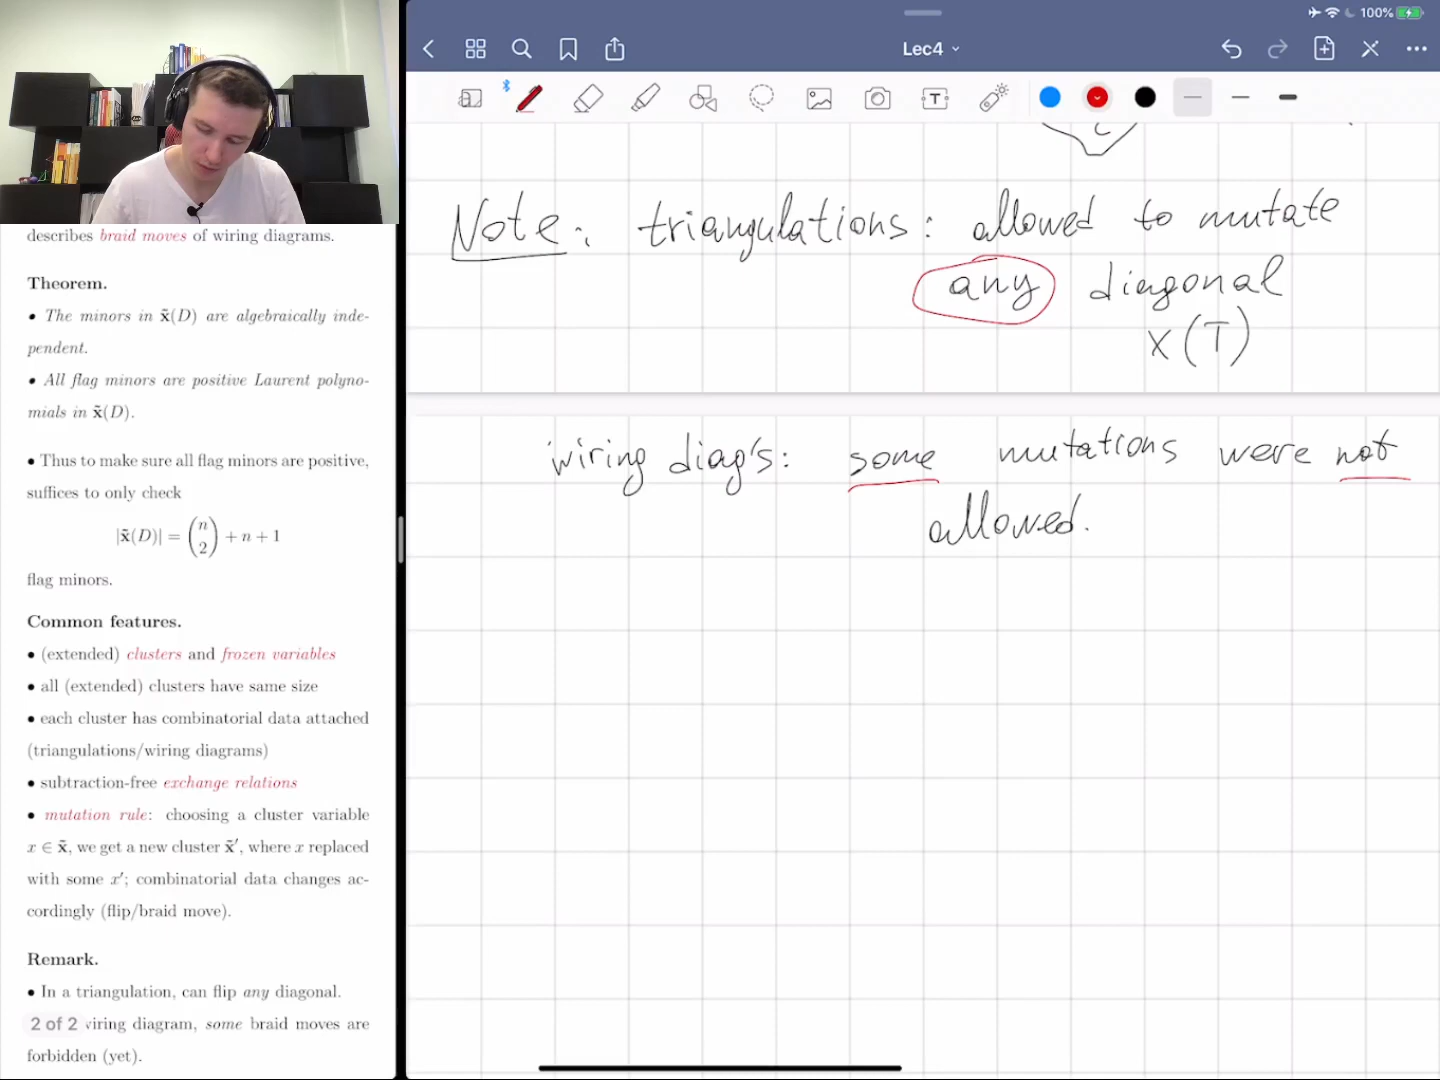 100%
Lec4
T
Note: triangulations: allowed to mutate
any diagonal
x(T)
wiring diag's: some mutations were not
allowed.
describes braid moves of wiring diagrams.
Theorem.
• The minors in x̃(D) are algebraically inde-
pendent.
• All flag minors are positive Laurent polyno-
mials in x̃(D).
• Thus to make sure all flag minors are positive,
suffices to only check
|x̃(D)| = (n 2) + n + 1
flag minors.
Common features.
• (extended) clusters and frozen variables
• all (extended) clusters have same size
• each cluster has combinatorial data attached
(triangulations/wiring diagrams)
• subtraction-free exchange relations
• mutation rule: choosing a cluster variable
x ∈ x̃, we get a new cluster x̃′, where x replaced
with some x′; combinatorial data changes ac-
cordingly (flip/braid move).
Remark.
• In a triangulation, can flip any diagonal.
2 of 2 wiring diagram, some braid moves are
forbidden (yet).